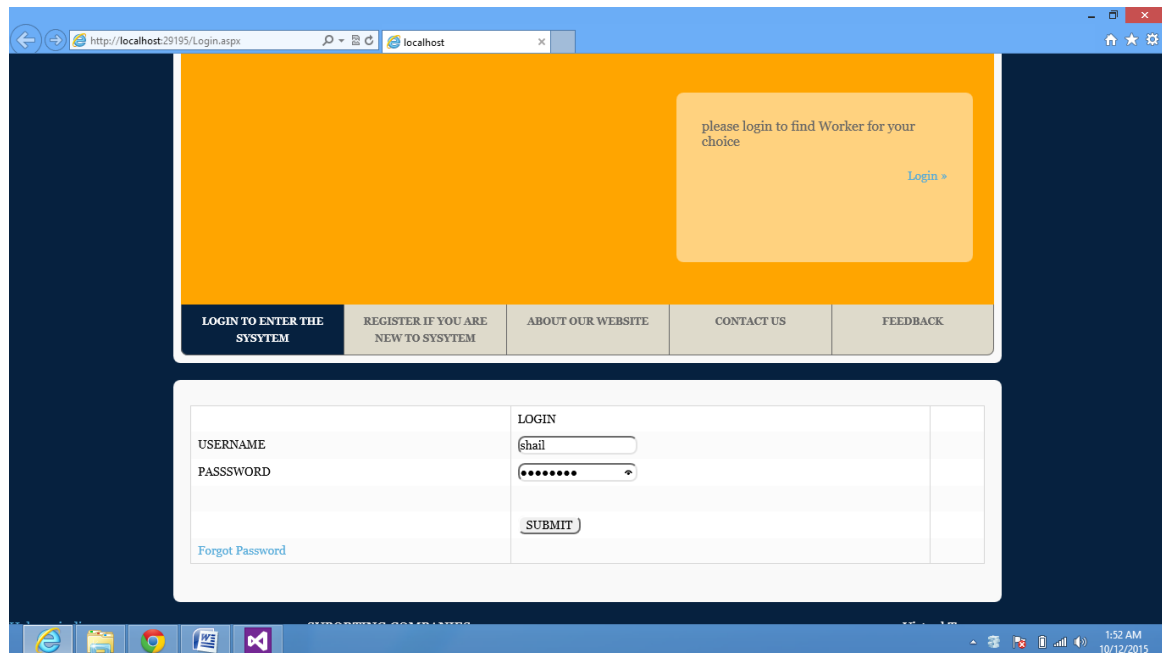 http://localhost:29195/Login.aspx
localhost
please login to find Worker for your
choice
Login »
LOGIN TO ENTER THE
SYSYTEM
REGISTER IF YOU ARE
NEW TO SYSYTEM
ABOUT OUR WEBSITE
CONTACT US
FEEDBACK
LOGIN
USERNAME
shail
PASSSWORD
SUBMIT
Forgot Password
1:52 AM
10/12/2015